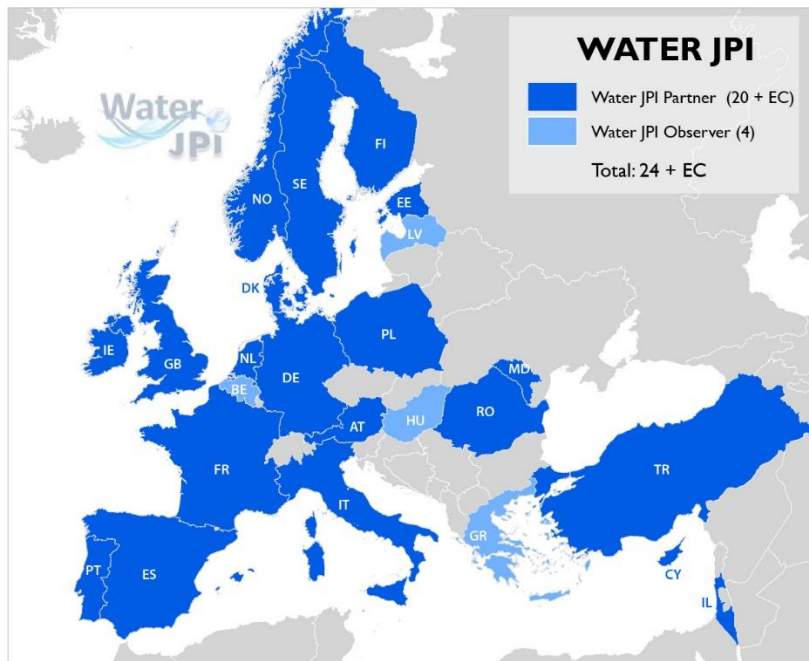 WATER JPI
Water JPI Partner (20 + EC)
Water JPI Observer (4)
Total: 24 + EC
Water
JPI
FI
SE
NO
EE
LV
DK
PL
IE
GB
NL
DE
BE
MD
AT
HU
RO
FR
TR
IT
GR
PT
ES
CY
IL